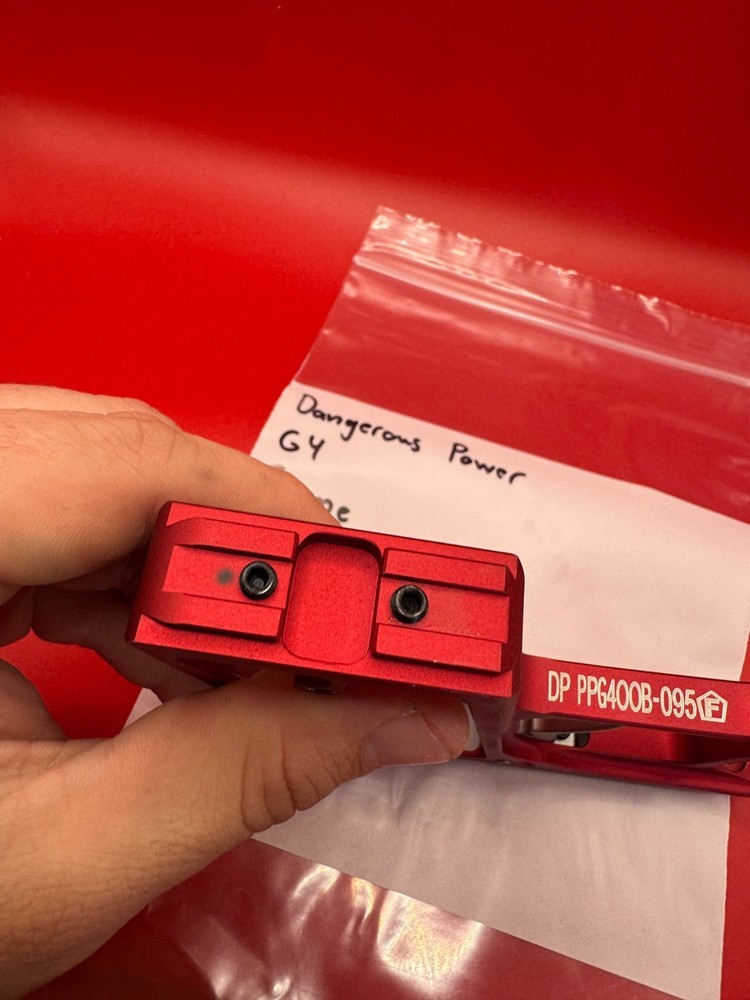 Dangerous Power
G4
DP PPG400B-095 F